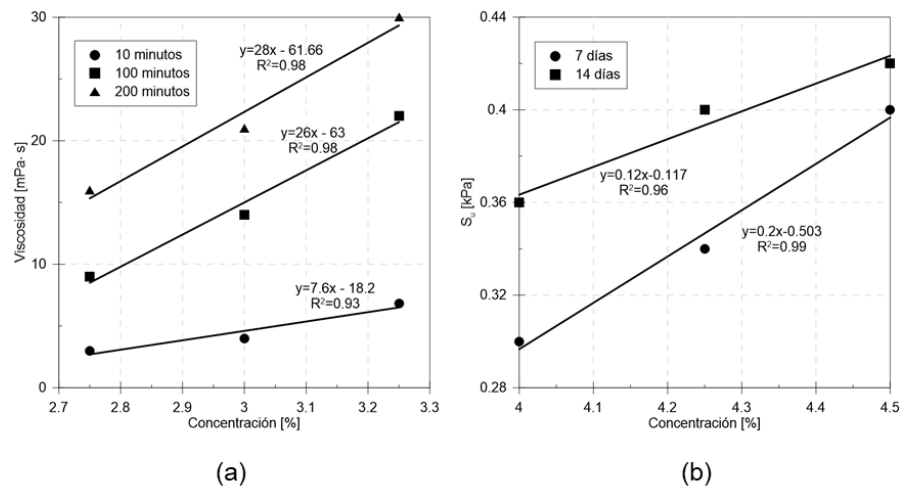 30
20
10
0
Viscosidad [mPa· s]
10 minutos
100 minutos
200 minutos
y=28x - 61.66
R²=0.98
y=26x - 63
R²=0.98
y=7.6x - 18.2
R²=0.93
2.7 2.8 2.9 3 3.1 3.2 3.3
Concentración [%]
(a)
0.44
0.4
0.36
0.32
0.28
Su [kPa]
7 días
14 días
y=0.12x-0.117
R²=0.96
y=0.2x-0.503
R²=0.99
4 4.1 4.2 4.3 4.4 4.5
Concentración [%]
(b)